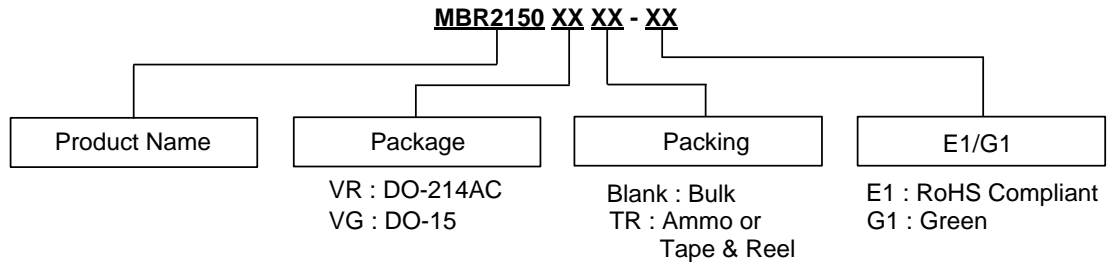 MBR2150 XX XX - XX
Product Name
Package
Packing
E1/G1
VR : DO-214AC
VG : DO-15
Blank : Bulk
TR : Ammo or
Tape & Reel
E1 : RoHS Compliant
G1 : Green